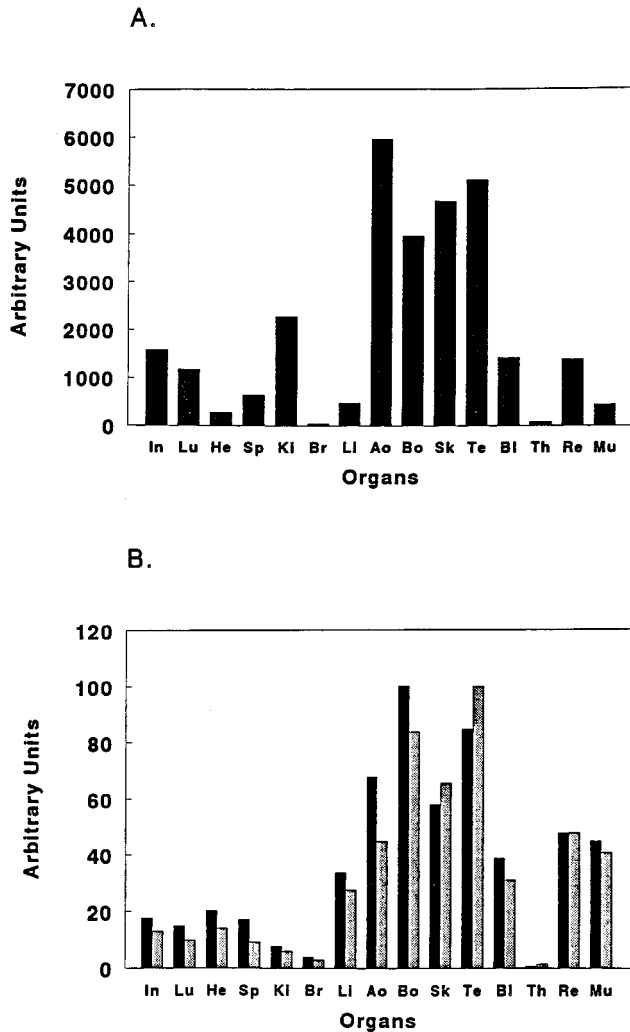 A.
7000
6000
5000
4000
3000
2000
1000
0
Arbitrary Units
In Lu He Sp Ki Br Li Ao Bo Sk Te Bl Th Re Mu
Organs
B.
120
100
80
60
40
20
0
Arbitrary Units
In Lu He Sp Ki Br Li Ao Bo Sk Te Bl Th Re Mu
Organs